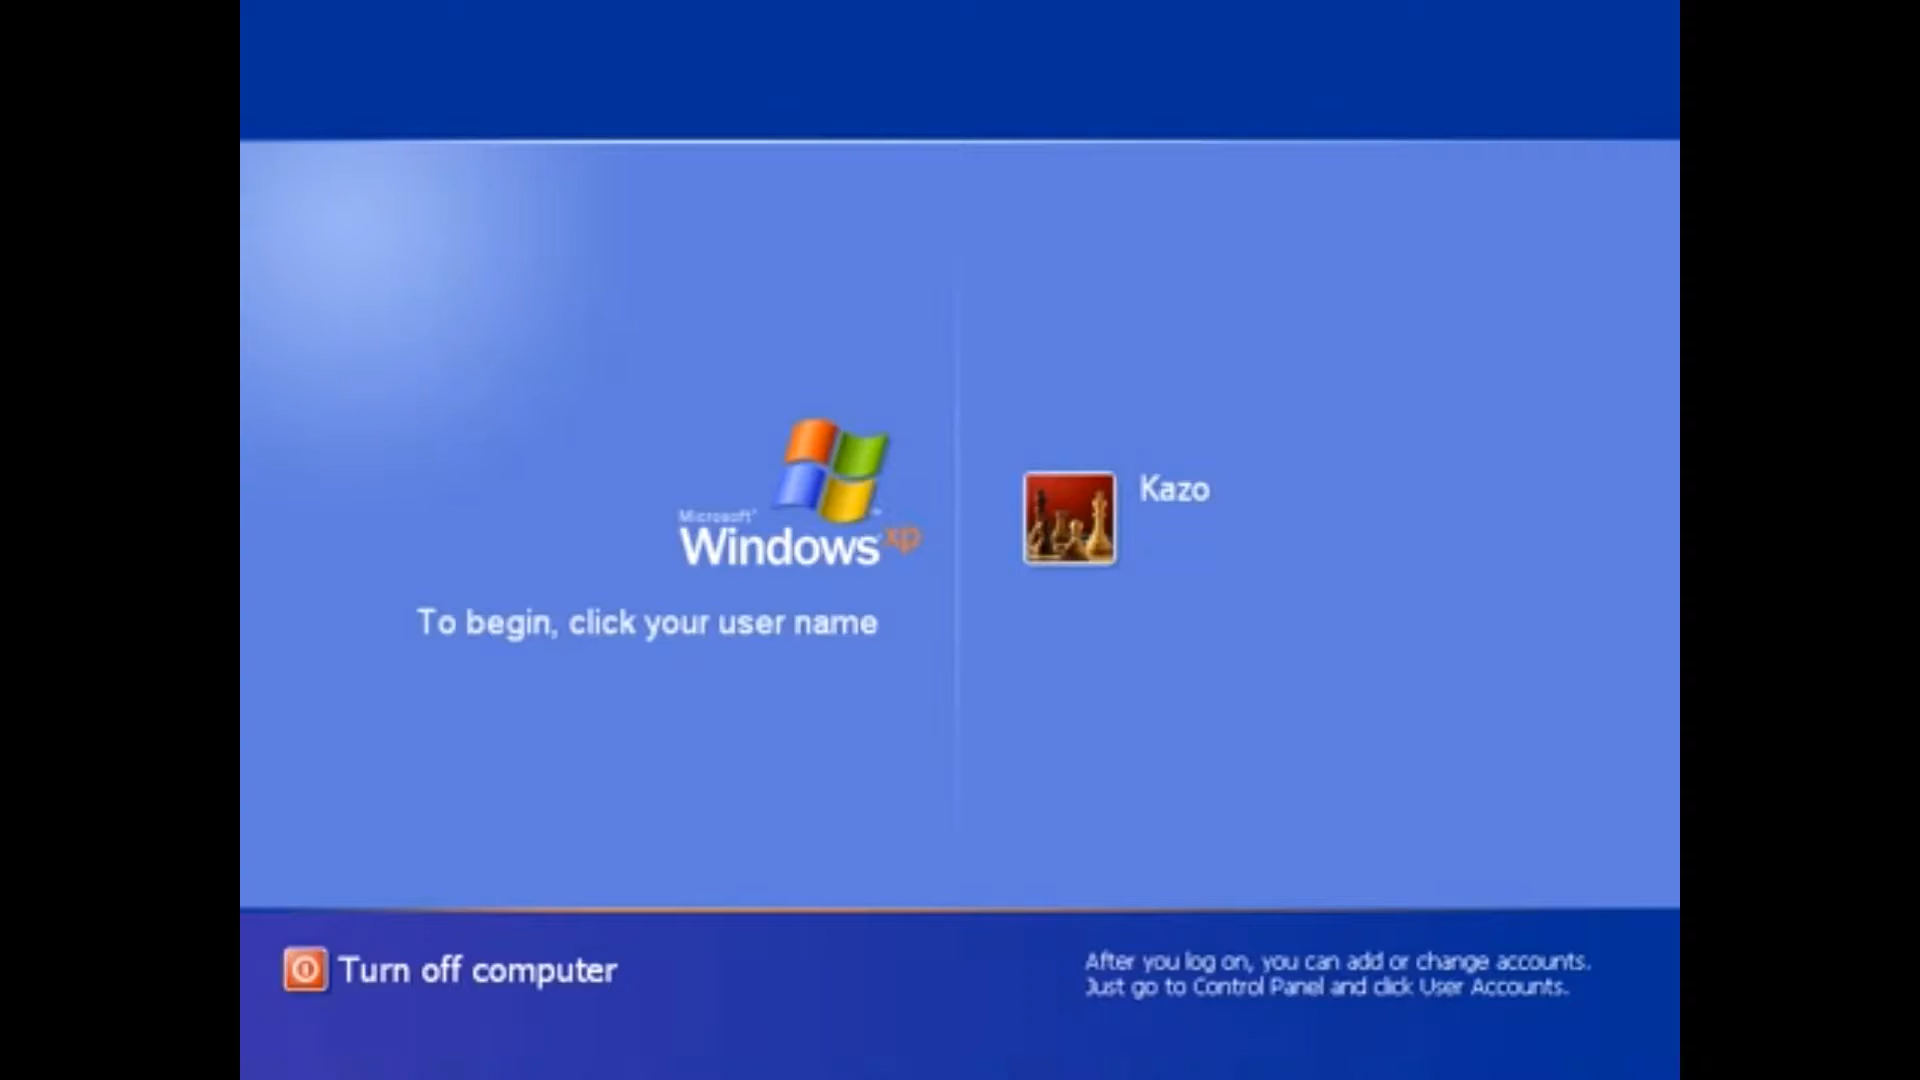 Microsoft
Windows xp
To begin, click your user name
Kazo
Turn off computer
After you log on, you can add or change accounts.
Just go to Control Panel and click User Accounts.